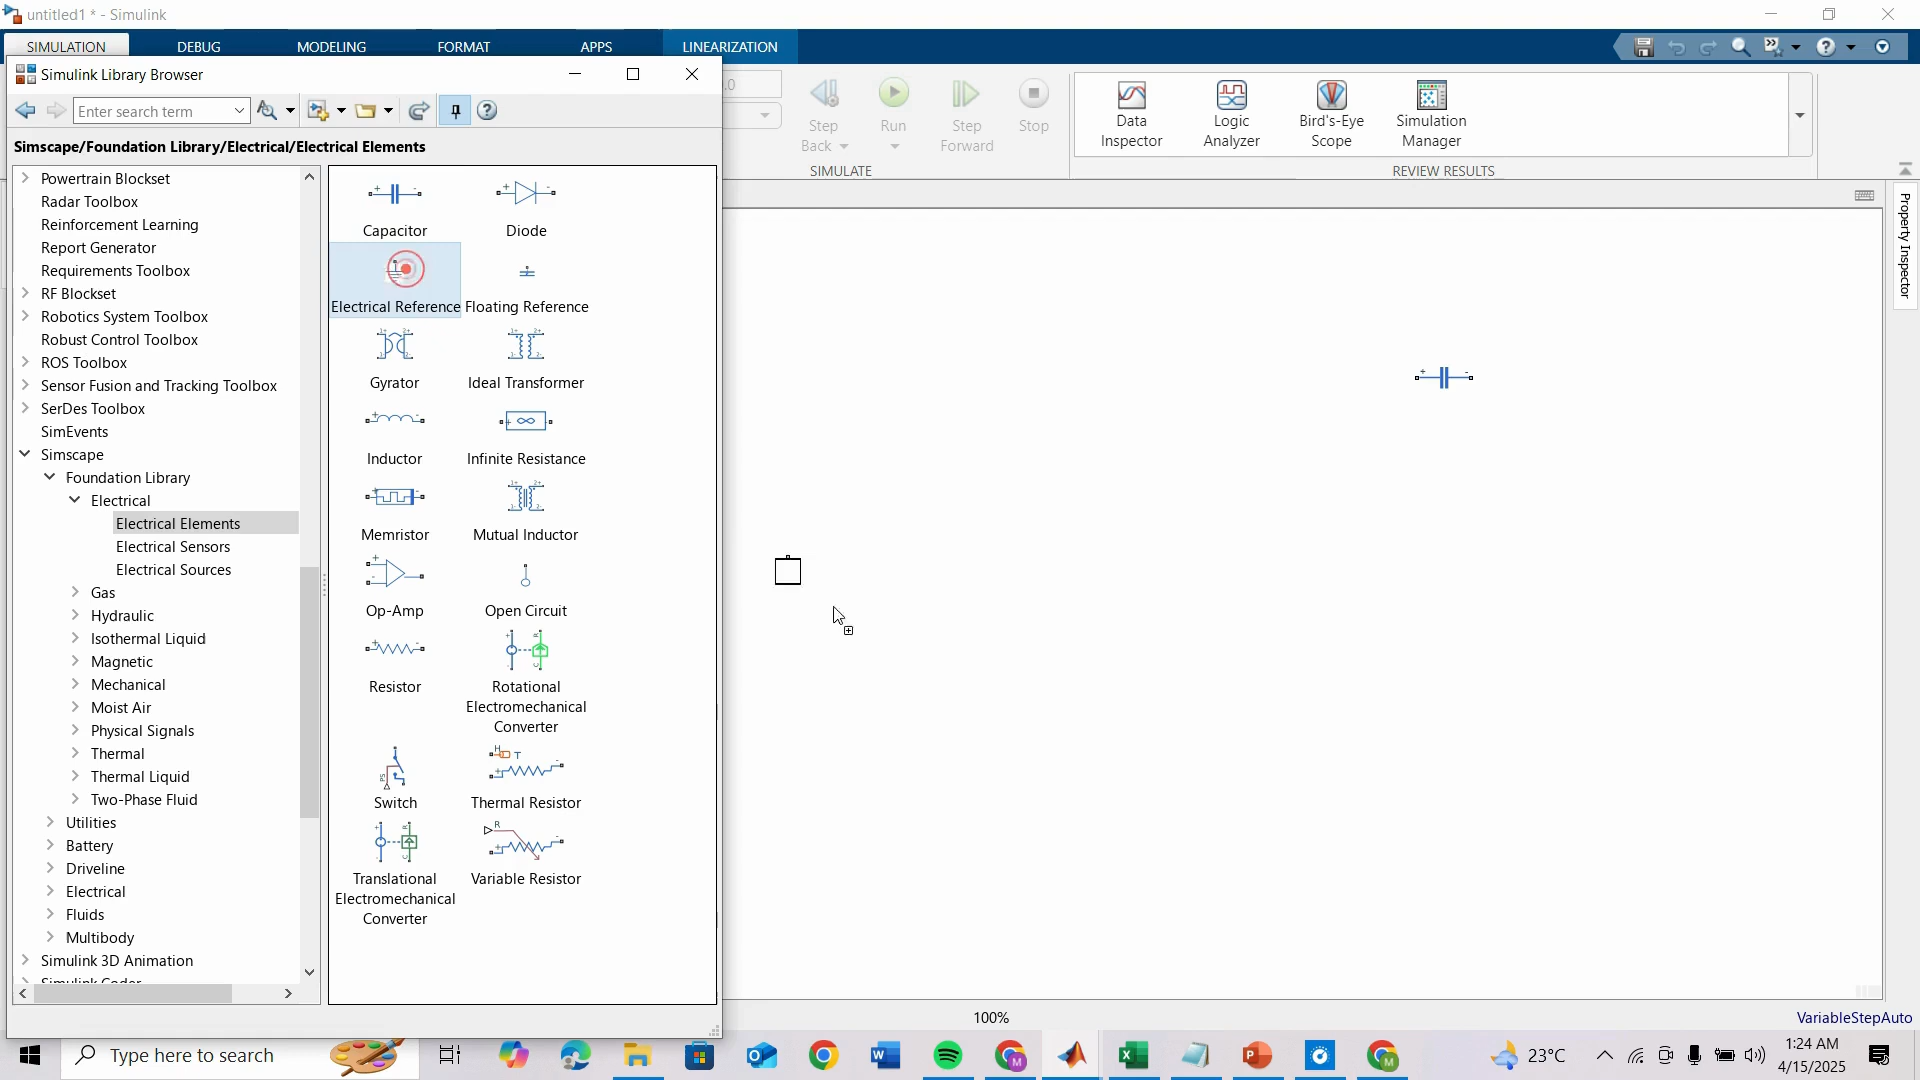 untitled1 * - Simulink
SIMULATION DEBUG MODELING FORMAT APPS LINEARIZATION
Simulink Library Browser
Enter search term
Simscape/Foundation Library/Electrical/Electrical Elements
Powertrain Blockset
Radar Toolbox
Reinforcement Learning
Report Generator
Requirements Toolbox
RF Blockset
Robotics System Toolbox
Robust Control Toolbox
ROS Toolbox
Sensor Fusion and Tracking Toolbox
SerDes Toolbox
SimEvents
Simscape
Foundation Library
Electrical
Electrical Elements
Electrical Sensors
Electrical Sources
Gas
Hydraulic
Isothermal Liquid
Magnetic
Mechanical
Moist Air
Physical Signals
Thermal
Thermal Liquid
Two-Phase Fluid
Utilities
Battery
Driveline
Electrical
Fluids
Multibody
Simulink 3D Animation
Simulink Coder
Capacitor Diode
Electrical Reference Floating Reference
Gyrator Ideal Transformer
Inductor Infinite Resistance
Memristor Mutual Inductor
Op-Amp Open Circuit
Resistor Rotational
Electromechanical
Converter
Switch Thermal Resistor
Translational
Electromechanical
Converter
Variable Resistor
.0
Step
Back
Run
Step
Forward
Stop
SIMULATE
Data
Inspector
Logic
Analyzer
Bird's-Eye
Scope
Simulation
Manager
REVIEW RESULTS
Property Inspector
100%
VariableStepAuto
Type here to search
23°C
1:24 AM
4/15/2025